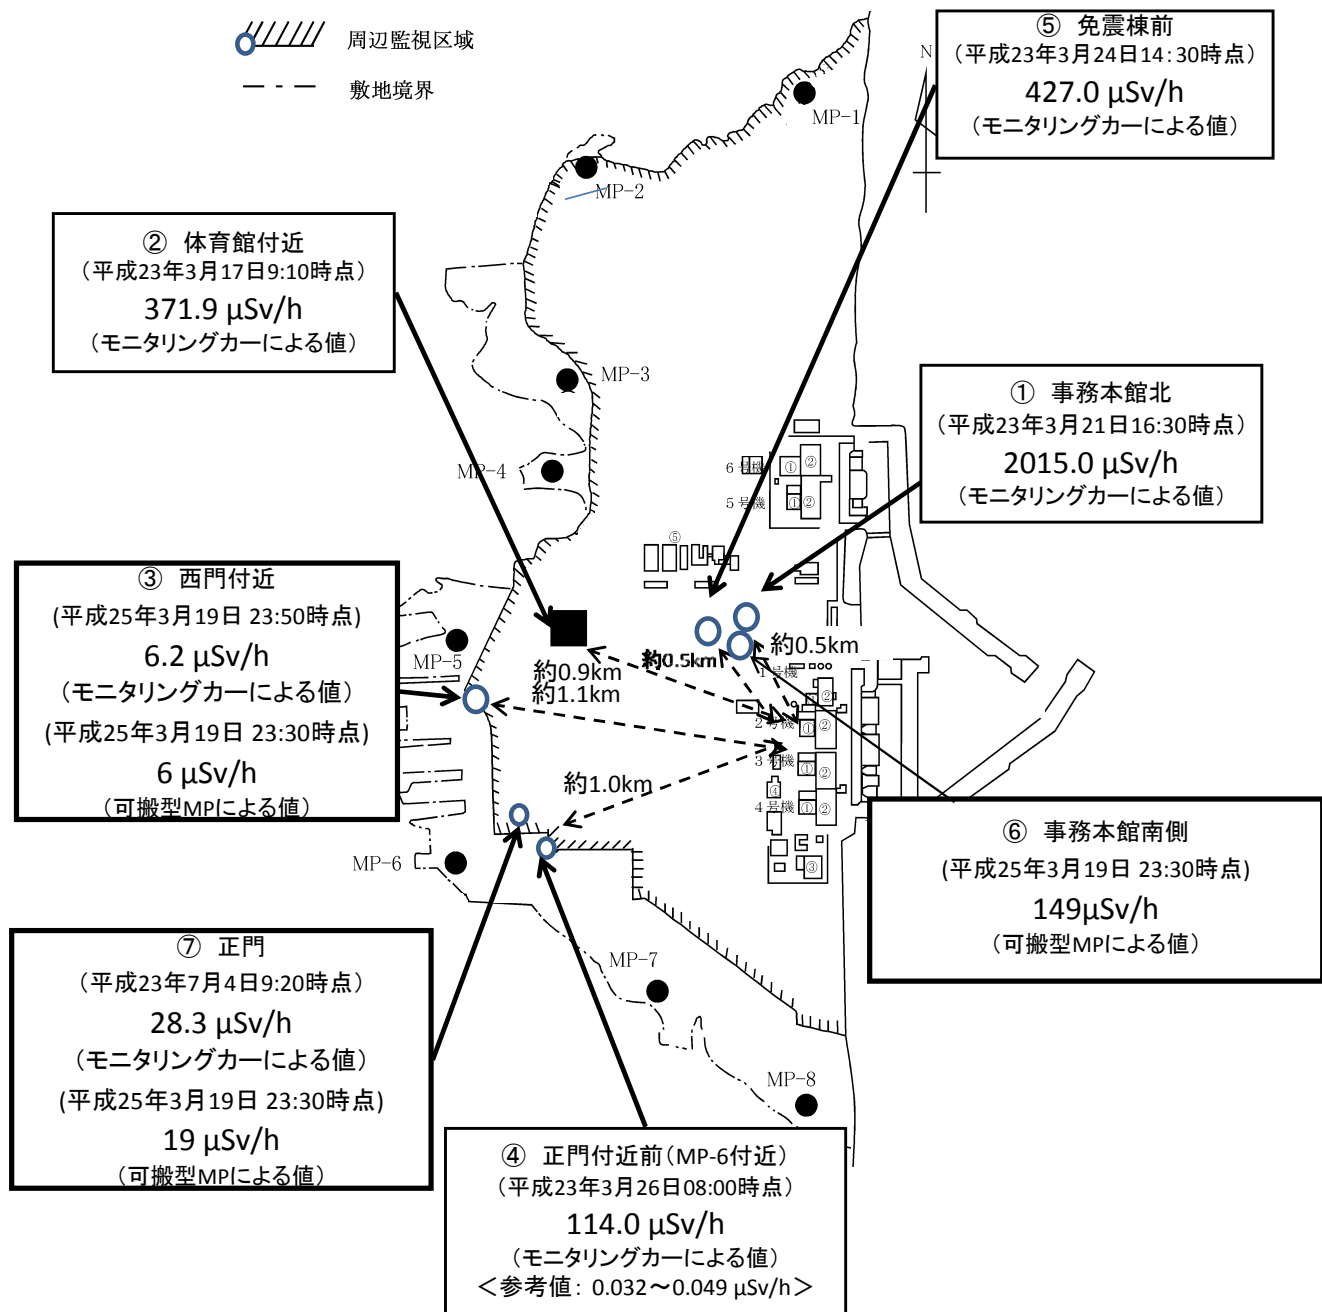 周辺監視区域
敷地境界
⑤ 免震棟前
（平成23年3月24日14:30時点）
427.0 μSv/h
（モニタリングカーによる値）
N
MP-1
MP-2
② 体育館付近
（平成23年3月17日9:10時点）
371.9 μSv/h
（モニタリングカーによる値）
MP-3
① 事務本館北
（平成23年3月21日16:30時点）
2015.0 μSv/h
（モニタリングカーによる値）
MP-4
6号機
①
②
5号機
①
②
⑤
③ 西門付近
(平成25年3月19日 23:50時点)
6.2 μSv/h
（モニタリングカーによる値）
(平成25年3月19日 23:30時点)
6 μSv/h
（可搬型MPによる値）
MP-5
約0.9km
約1.1km
約0.5km
約0.5km
1号機
②
2号機
①
②
3号機
①
②
④
4号機
①
②
③
約1.0km
MP-6
⑥ 事務本館南側
(平成25年3月19日 23:30時点)
149μSv/h
（可搬型MPによる値）
⑦ 正門
（平成23年7月4日9:20時点）
28.3 μSv/h
（モニタリングカーによる値）
(平成25年3月19日 23:30時点)
19 μSv/h
（可搬型MPによる値）
MP-7
MP-8
④ 正門付近前（MP-6付近）
（平成23年3月26日08:00時点）
114.0 μSv/h
（モニタリングカーによる値）
＜参考値: 0.032～0.049 μSv/h＞